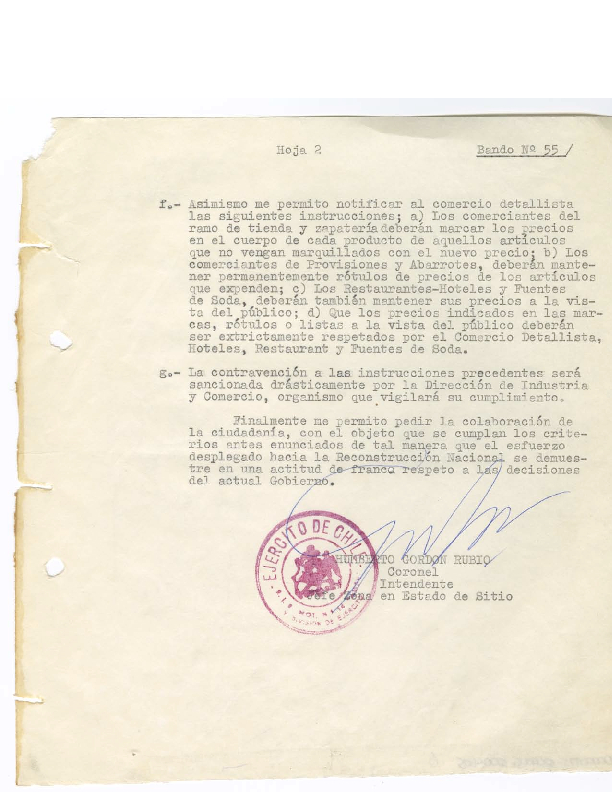 Hoja 2
Bando Nº 55 /
f.- Asimismo me permito notificar al comercio detallista
las siguientes instrucciones; a) Los comerciantes del
ramo de tienda y zapatería deberán marcar los precios
en el cuerpo de cada producto de aquellos artículos
que no vengan marquillados con el nuevo precio; b) Los
comerciantes de Provisiones y Abarrotes, deberán mante-
ner permanentemente rótulos de precios de los artículos
que expenden; c) Los Restaurantes-Hoteles y Fuentes
de Soda, deberán también mantener sus precios a la vis-
ta del público; d) Que los precios indicados en las mar-
cas, rótulos o listas a la vista del público deberán
ser extrictamente respetados por el Comercio Detallista,
Hoteles, Restaurant y Fuentes de Soda.
g.- La contravención a las instrucciones precedentes será
sancionada drásticamente por la Dirección de Industria
y Comercio, organismo que vigilará su cumplimiento.
Finalmente me permito pedir la colaboración de
la ciudadanía, con el objeto que se cumplan los crite-
rios antes enunciados de tal manera que el esfuerzo
desplegado hacia la Reconstrucción Nacional se demues-
tre en una actitud de franco respeto a las decisiones
del actual Gobierno.
EJERCITO DE CHILE
DIVISION DE EJERCITO
HUMBERTO GORDON RUBIO
Coronel
Intendente
Jefe Zona en Estado de Sitio